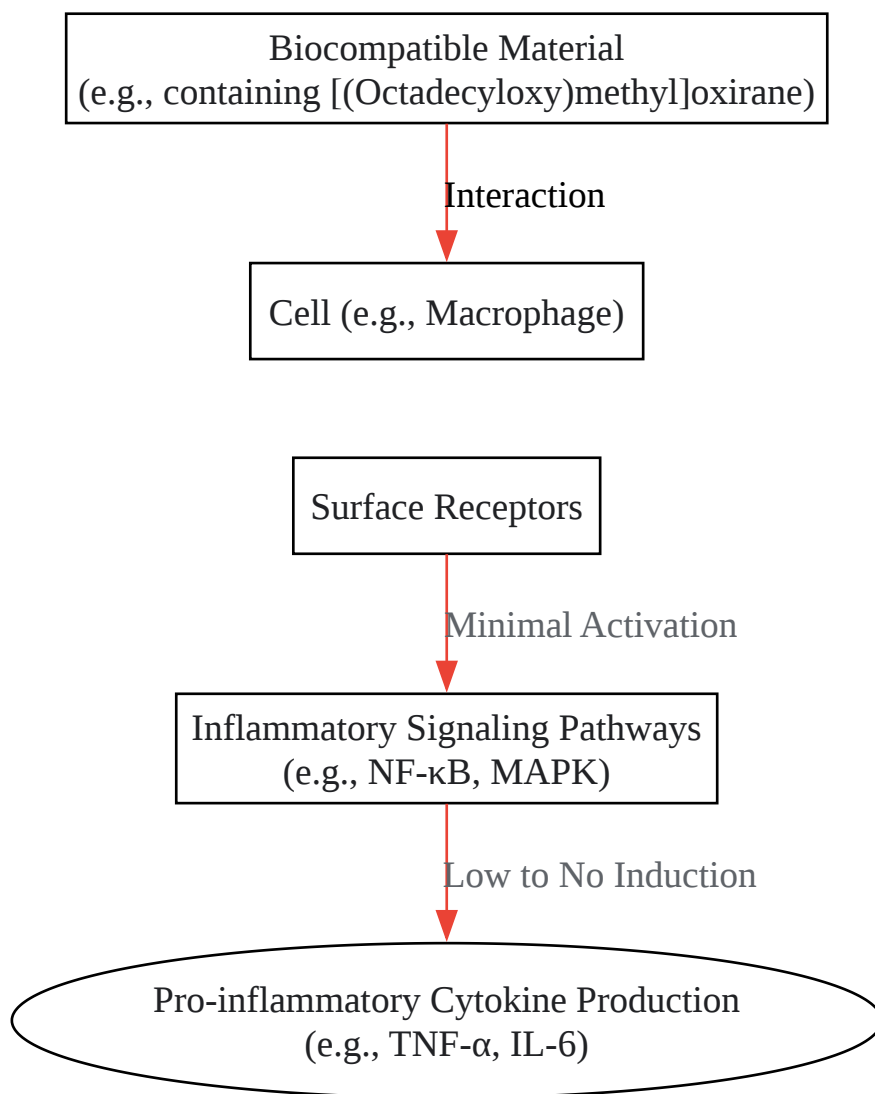 Biocompatible Material
(e.g., containing [(Octadecyloxy)methyl]oxirane)
Interaction
Cell (e.g., Macrophage)
Surface Receptors
Minimal Activation
Inflammatory Signaling Pathways
(e.g., NF-κB, MAPK)
Low to No Induction
Pro-inflammatory Cytokine Production
(e.g., TNF-α, IL-6)